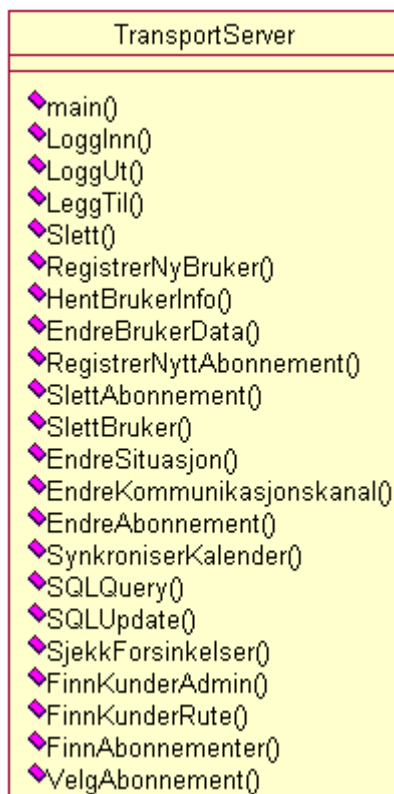 TransportServer
main()
LoggInn()
LoggUt()
LeggTil()
Slett()
RegistrerNyBruker()
HentBrukerInfo()
EndreBrukerData()
RegistrerNyttAbonnement()
SlettAbonnement()
SlettBruker()
EndreSituasjon()
EndreKommunikasjonskanal()
EndreAbonnement()
SynkroniserKalender()
SQLQuery()
SQLUpdate()
SjekkForsinkelser()
FinnKunderAdmin()
FinnKunderRute()
FinnAbonnementer()
VelgAbonnement()